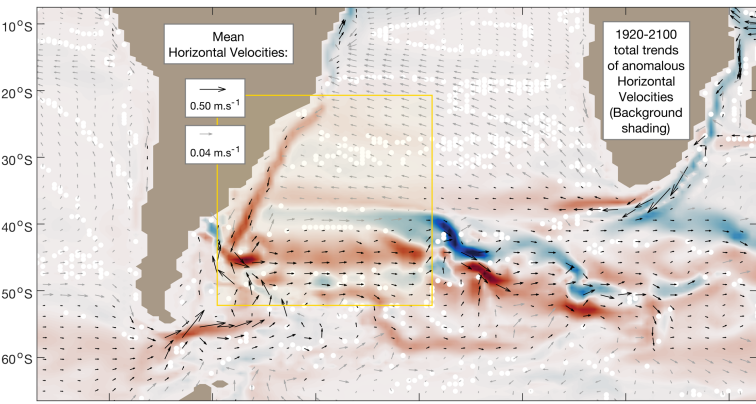 10°S
20°S
30°S
40°S
50°S
60°S
Mean
Horizontal Velocities:
0.50 m.s⁻¹
0.04 m.s⁻¹
1920-2100
total trends
of anomalous
Horizontal
Velocities
(Background
shading)